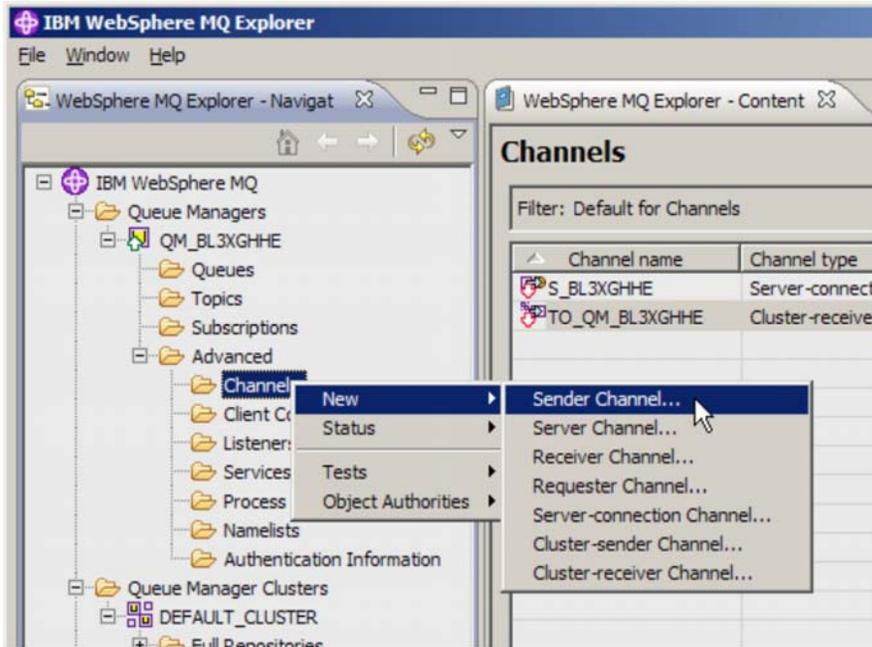 IBM WebSphere MQ Explorer
File Window Help
WebSphere MQ Explorer - Navigat
WebSphere MQ Explorer - Content
Channels
IBM WebSphere MQ
Queue Managers
QM_BL3XGHHE
Queues
Topics
Subscriptions
Advanced
Channel
Client Co
Listener
Services
Process
Namelists
Authentication Information
Queue Manager Clusters
DEFAULT_CLUSTER
Full Repositories
Filter: Default for Channels
Channel name Channel type
S_BL3XGHHE Server-connect
TO_QM_BL3XGHHE Cluster-receive
New
Status
Tests
Object Authorities
Sender Channel...
Server Channel...
Receiver Channel...
Requester Channel...
Server-connection Channel...
Cluster-sender Channel...
Cluster-receiver Channel...